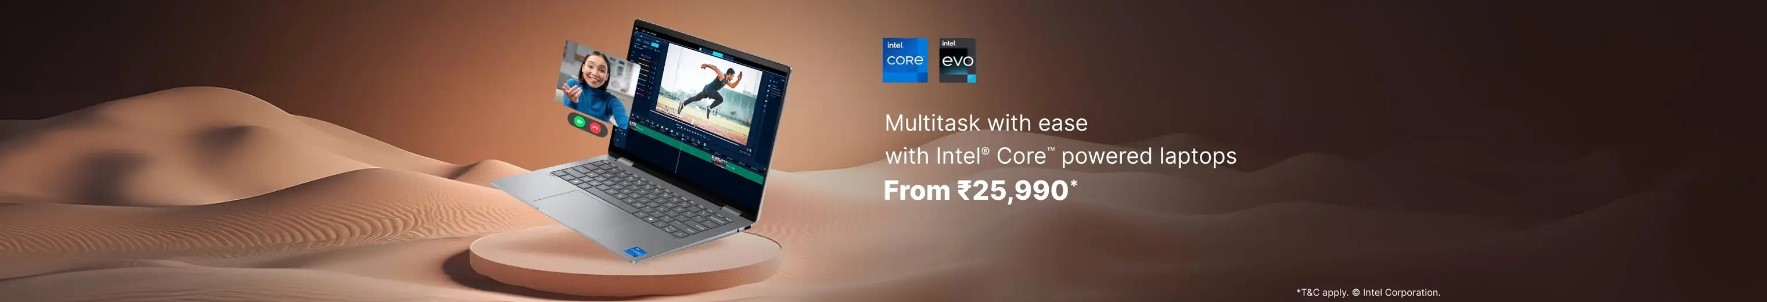 intel.
CORE
intel.
evo
Multitask with ease
with Intel® Core™ powered laptops
From ₹25,990*
*T&C apply. © Intel Corporation.